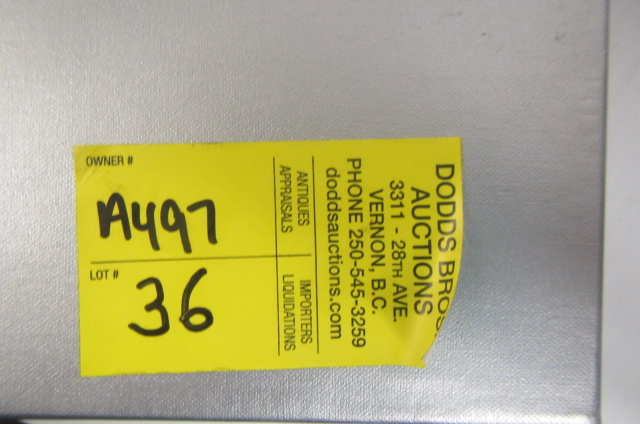 DODDS BROS
AUCTIONS
3311 - 28TH AVE.
VERNON, B.C.
PHONE 250-545-3259
doddsauctions.com
ANTIQUES IMPORTERS
APPRAISALS LIQUIDATIONS
OWNER #
A497
LOT #
36